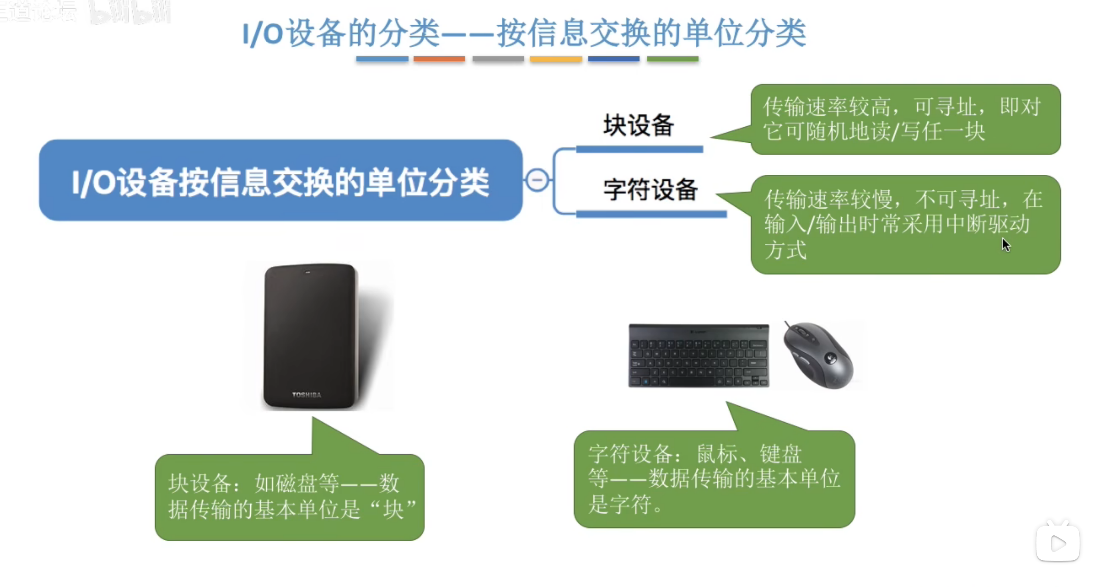 bilibili
I/O设备的分类——按信息交换的单位分类
I/O设备按信息交换的单位分类
块设备
传输速率较高，可寻址，即对
它可随机地读/写任一块
字符设备
传输速率较慢，不可寻址，在
输入/输出时常采用中断驱动
方式
TOSHIBA
块设备：如磁盘等——数
据传输的基本单位是“块”
字符设备：鼠标、键盘
等——数据传输的基本单位
是字符。